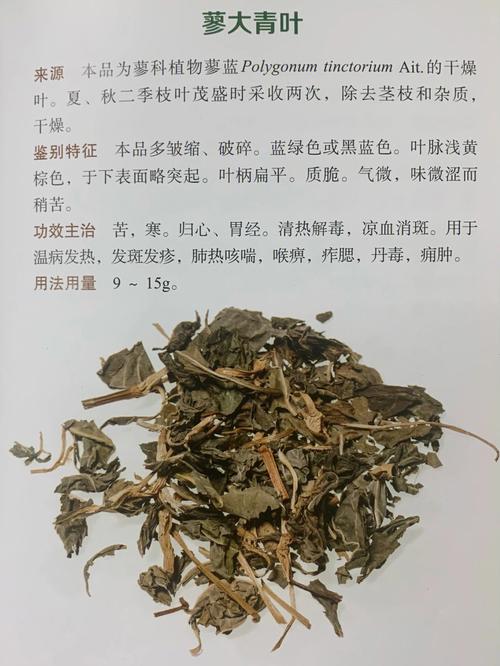 蓼大青叶
来源 本品为蓼科植物蓼蓝Polygonum tinctorium Ait.的干燥
叶。夏、秋二季枝叶茂盛时采收两次，除去茎枝和杂质，
干燥。
鉴别特征 本品多皱缩、破碎。蓝绿色或黑蓝色。叶脉浅黄
棕色，于下表面略突起。叶柄扁平。质脆。气微，味微涩而
稍苦。
功效主治 苦，寒。归心、胃经。清热解毒，凉血消斑。用于
温病发热，发斑发疹，肺热咳喘，喉痹，痄腮，丹毒，痈肿。
用法用量 9 ~ 15g。